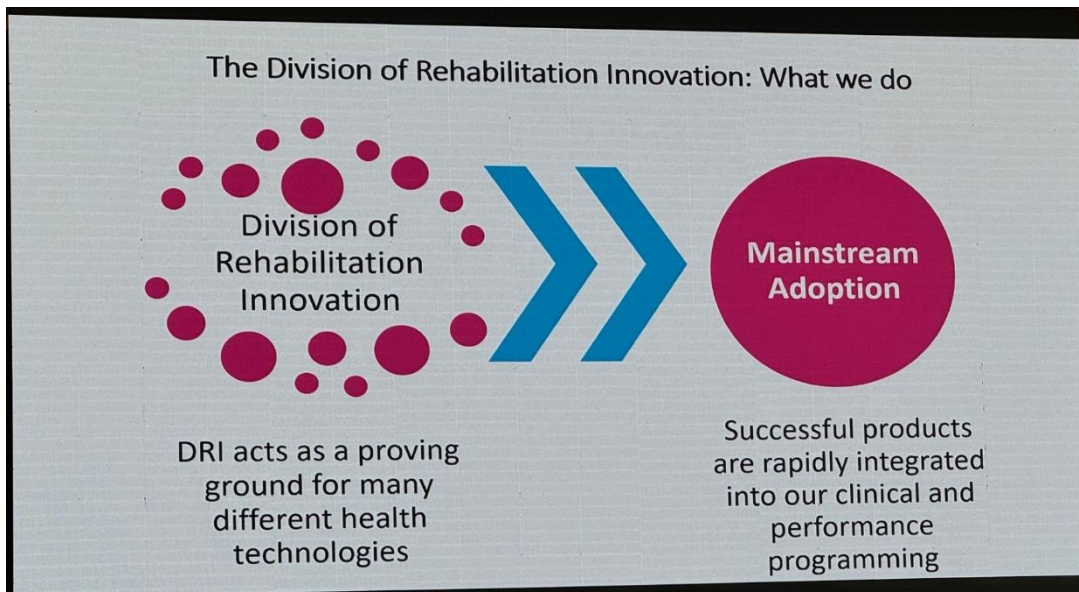 The Division of Rehabilitation Innovation: What we do
Division of
Rehabilitation
Innovation
Mainstream
Adoption
DRI acts as a proving
ground for many
different health
technologies
Successful products
are rapidly integrated
into our clinical and
performance
programming